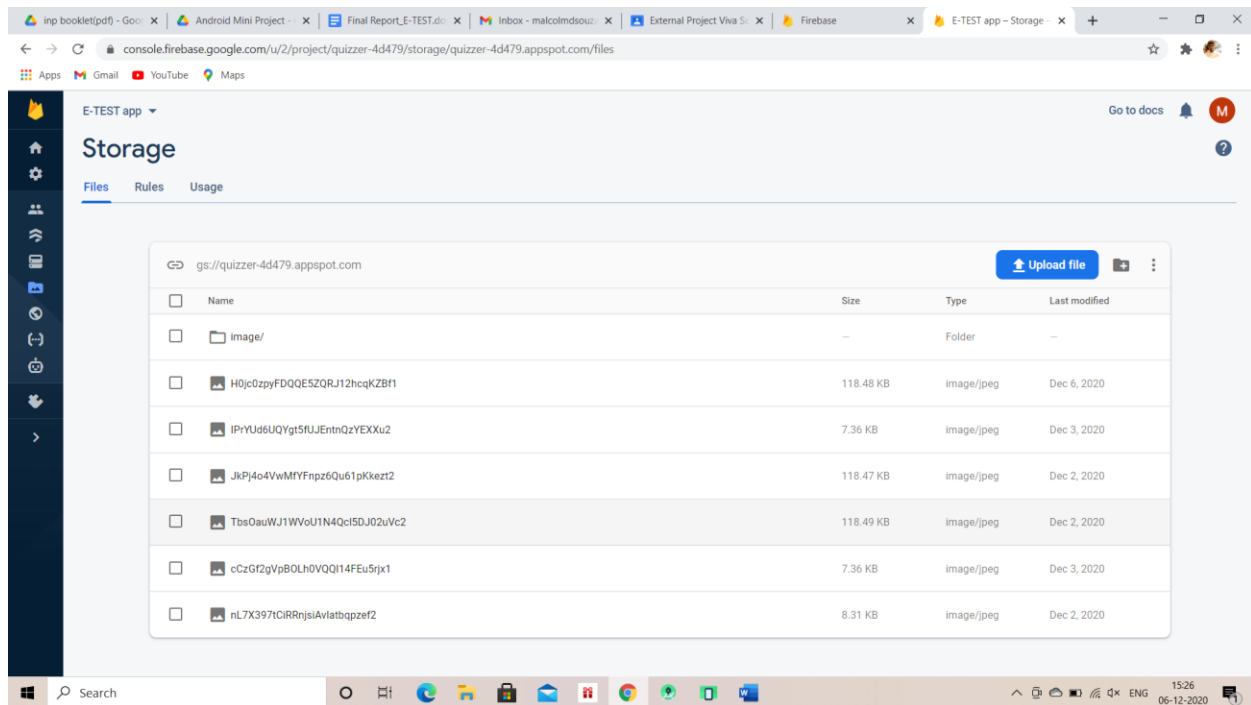 inp booklet(pdf) - Goog
Android Mini Project -
Final Report_E-TEST.do
Inbox - malcolmdsouza
External Project Viva Sc
Firebase
E-TEST app – Storage –
console.firebase.google.com/u/2/project/quizzer-4d479/storage/quizzer-4d479.appspot.com/files
Apps Gmail YouTube Maps
E-TEST app Go to docs M
Storage
Files Rules Usage
gs://quizzer-4d479.appspot.com Upload file
Name Size Type Last modified
image/ — Folder —
H0jc0zpyFDQQE5ZQRJ12hcqKZBf1 118.48 KB image/jpeg Dec 6, 2020
IPrYUd6UQYgt5fUJEntnQzYEXXu2 7.36 KB image/jpeg Dec 3, 2020
JkPj4o4VwMfYFnpz6Qu61pKkezt2 118.47 KB image/jpeg Dec 2, 2020
TbsOauWJ1WVoU1N4QcI5DJ02uVc2 118.49 KB image/jpeg Dec 2, 2020
cCzGf2gVpBOLh0VQQI14FEu5rjx1 7.36 KB image/jpeg Dec 3, 2020
nL7X397tCiRRnjsiAvIatbqpzef2 8.31 KB image/jpeg Dec 2, 2020
Search ENG 15:26
06-12-2020